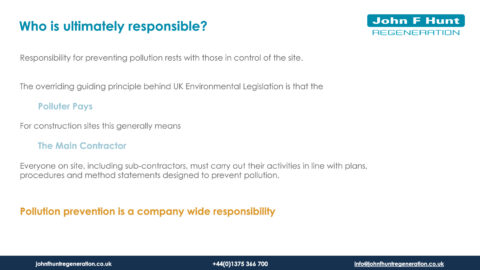 Who is ultimately responsible?
John F Hunt
REGENERATION
Responsibility for preventing pollution rests with those in control of the site.
The overriding guiding principle behind UK Environmental Legislation is that the
Polluter Pays
For construction sites this generally means
The Main Contractor
Everyone on site, including sub-contractors, must carry out their activities in line with plans,
procedures and method statements designed to prevent pollution.
Pollution prevention is a company wide responsibility
johnfhuntregeneration.co.uk +44(0)1375 366 700 info@johnfhuntregeneration.co.uk